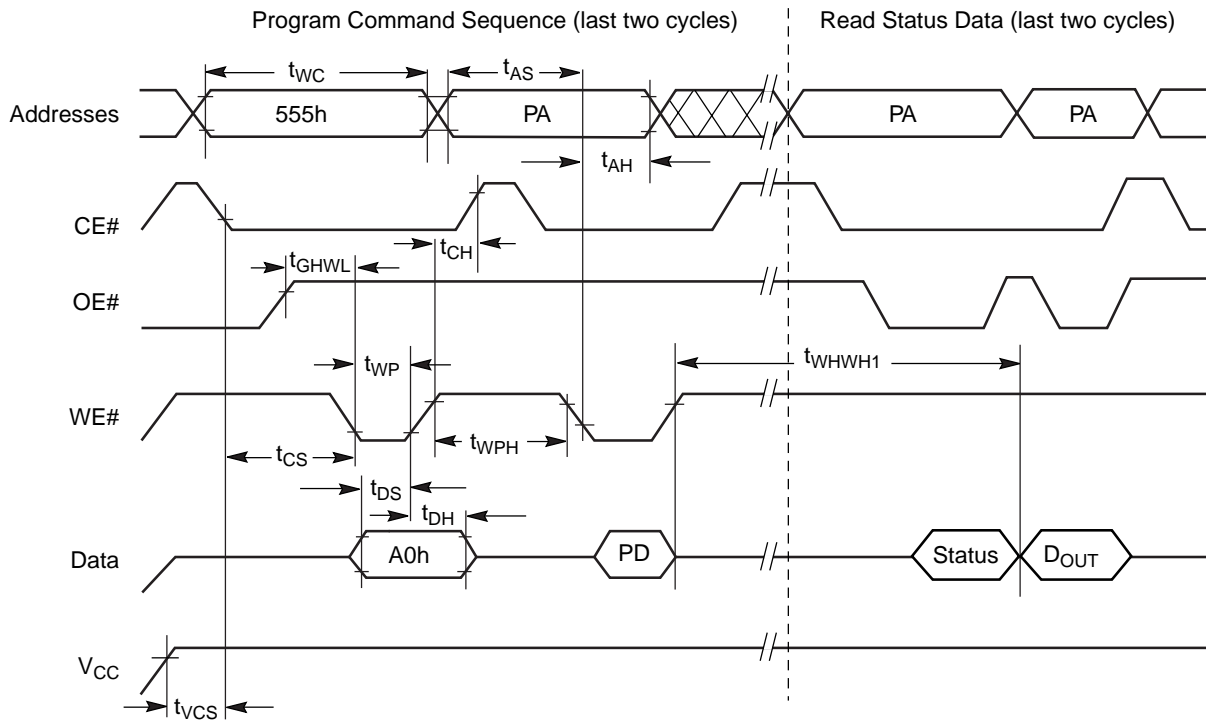 Program Command Sequence (last two cycles)
Read Status Data (last two cycles)
tWC
tAS
Addresses
555h
PA
PA
PA
tAH
CE#
tCH
tGHWL
OE#
tWP
tWHWH1
WE#
tWPH
tCS
tDS
tDH
Data
A0h
PD
Status
DOUT
VCC
tVCS